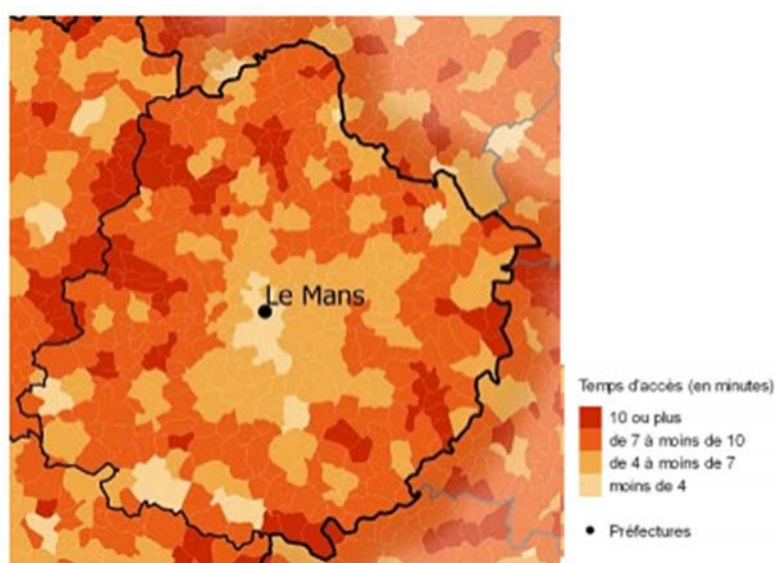 Le Mans
Temps d'accès (en minutes)
10 ou plus
de 7 à moins de 10
de 4 à moins de 7
moins de 4
Préfectures